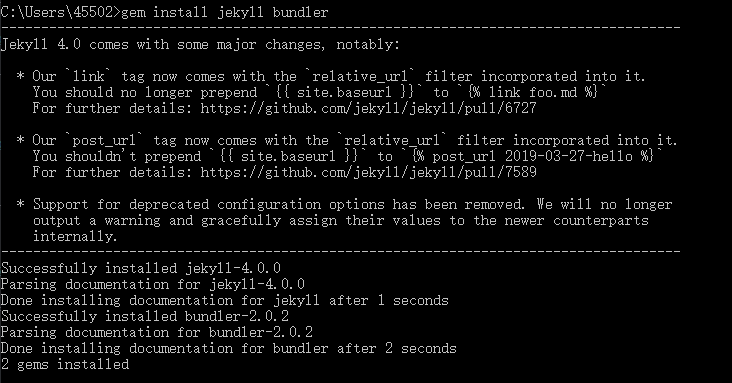 C:\Users\45502>gem install jekyll bundler
-------------------------------------------------------------------------------------
Jekyll 4.0 comes with some major changes, notably:
* Our `link` tag now comes with the `relative_url` filter incorporated into it.
You should no longer prepend `{{ site.baseurl }}` to `{% link foo.md %}`
For further details: https://github.com/jekyll/jekyll/pull/6727
* Our `post_url` tag now comes with the `relative_url` filter incorporated into it.
You shouldn't prepend `{{ site.baseurl }}` to `{% post_url 2019-03-27-hello %}`
For further details: https://github.com/jekyll/jekyll/pull/7589
* Support for deprecated configuration options has been removed. We will no longer
output a warning and gracefully assign their values to the newer counterparts
internally.
-------------------------------------------------------------------------------------
Successfully installed jekyll-4.0.0
Parsing documentation for jekyll-4.0.0
Done installing documentation for jekyll after 1 seconds
Successfully installed bundler-2.0.2
Parsing documentation for bundler-2.0.2
Done installing documentation for bundler after 2 seconds
2 gems installed